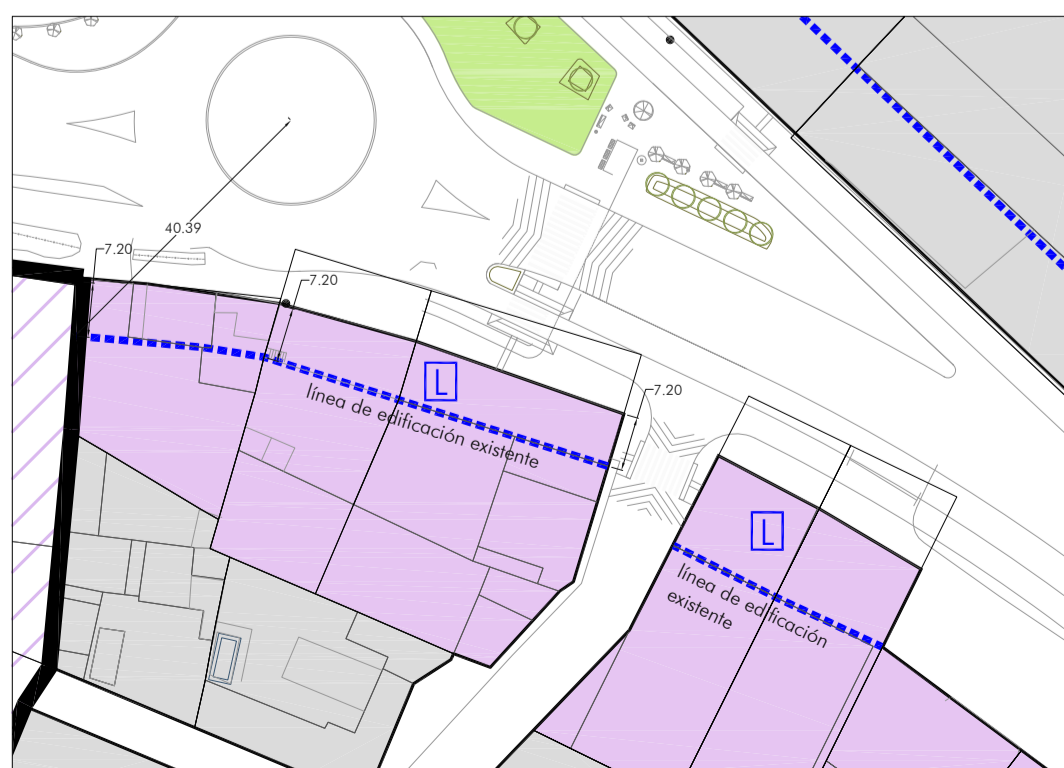 40.39
7.20
7.20
L
línea de edificación existente
7.20
L
línea de edificación
existente